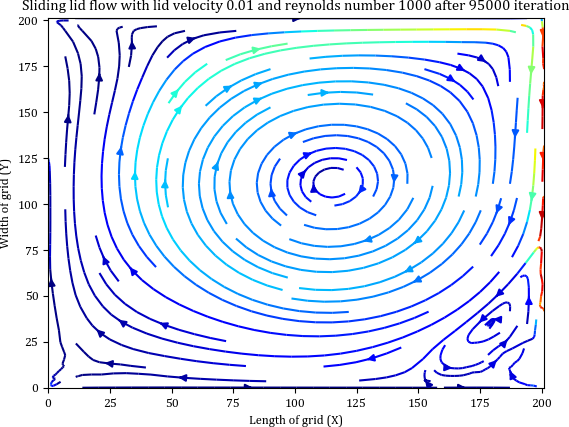 Sliding lid flow with lid velocity 0.01 and reynolds number 1000 after 95000 iteration
200
175
150
125
100
75
50
25
0
Width of grid (Y)
0 25 50 75 100 125 150 175 200
Length of grid (X)